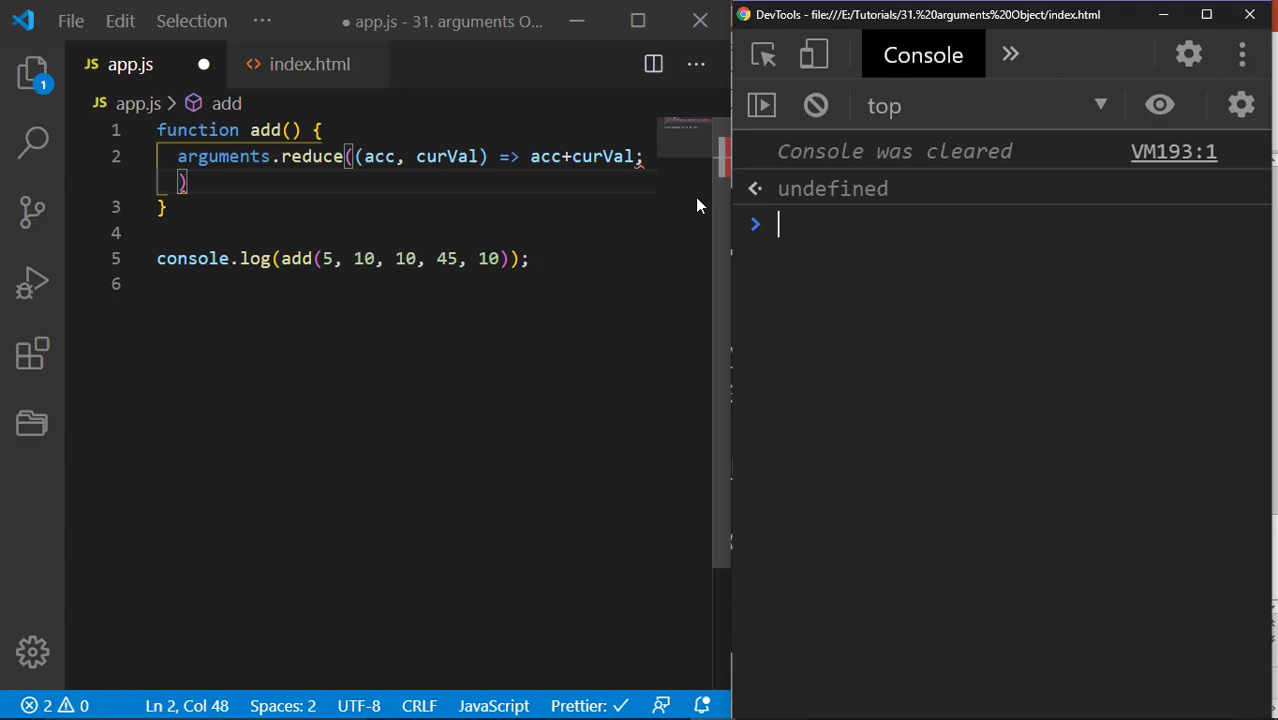 File Edit Selection ··· ● app.js - 31. arguments O...
JS app.js ● <> index.html ···
JS app.js > add
1 function add() {
2 arguments.reduce((acc, curVal) => acc+curVal;
)
3 }
4
5 console.log(add(5, 10, 10, 45, 10));
6
1
2 0 Ln 2, Col 48 Spaces: 2 UTF-8 CRLF JavaScript Prettier: ✓
DevTools - file:///E:/Tutorials/31.%20arguments%20Object/index.html
Console »
top
Console was cleared VM193:1
undefined
>